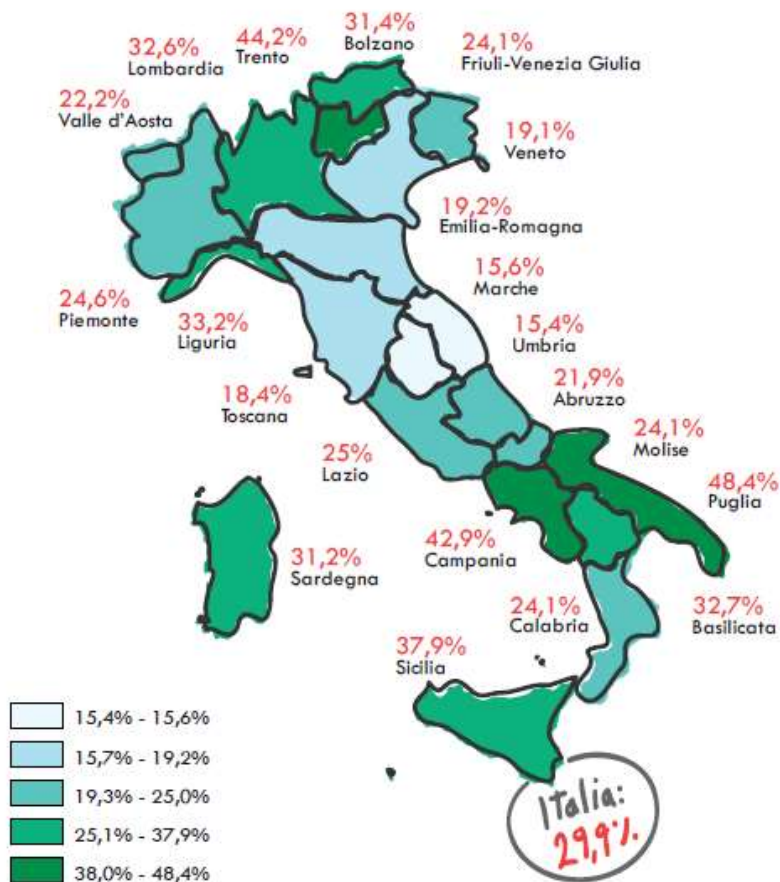 44,2%
Trento
31,4%
Bolzano
32,6%
Lombardia
24,1%
Friuli-Venezia Giulia
22,2%
Valle d'Aosta
19,1%
Veneto
19,2%
Emilia-Romagna
15,6%
Marche
24,6%
Piemonte
33,2%
Liguria
15,4%
Umbria
18,4%
Toscana
21,9%
Abruzzo
25%
Lazio
24,1%
Molise
48,4%
Puglia
31,2%
Sardegna
42,9%
Campania
24,1%
Calabria
32,7%
Basilicata
37,9%
Sicilia
15,4% - 15,6%
15,7% - 19,2%
19,3% - 25,0%
25,1% - 37,9%
38,0% - 48,4%
Italia:
29,9%